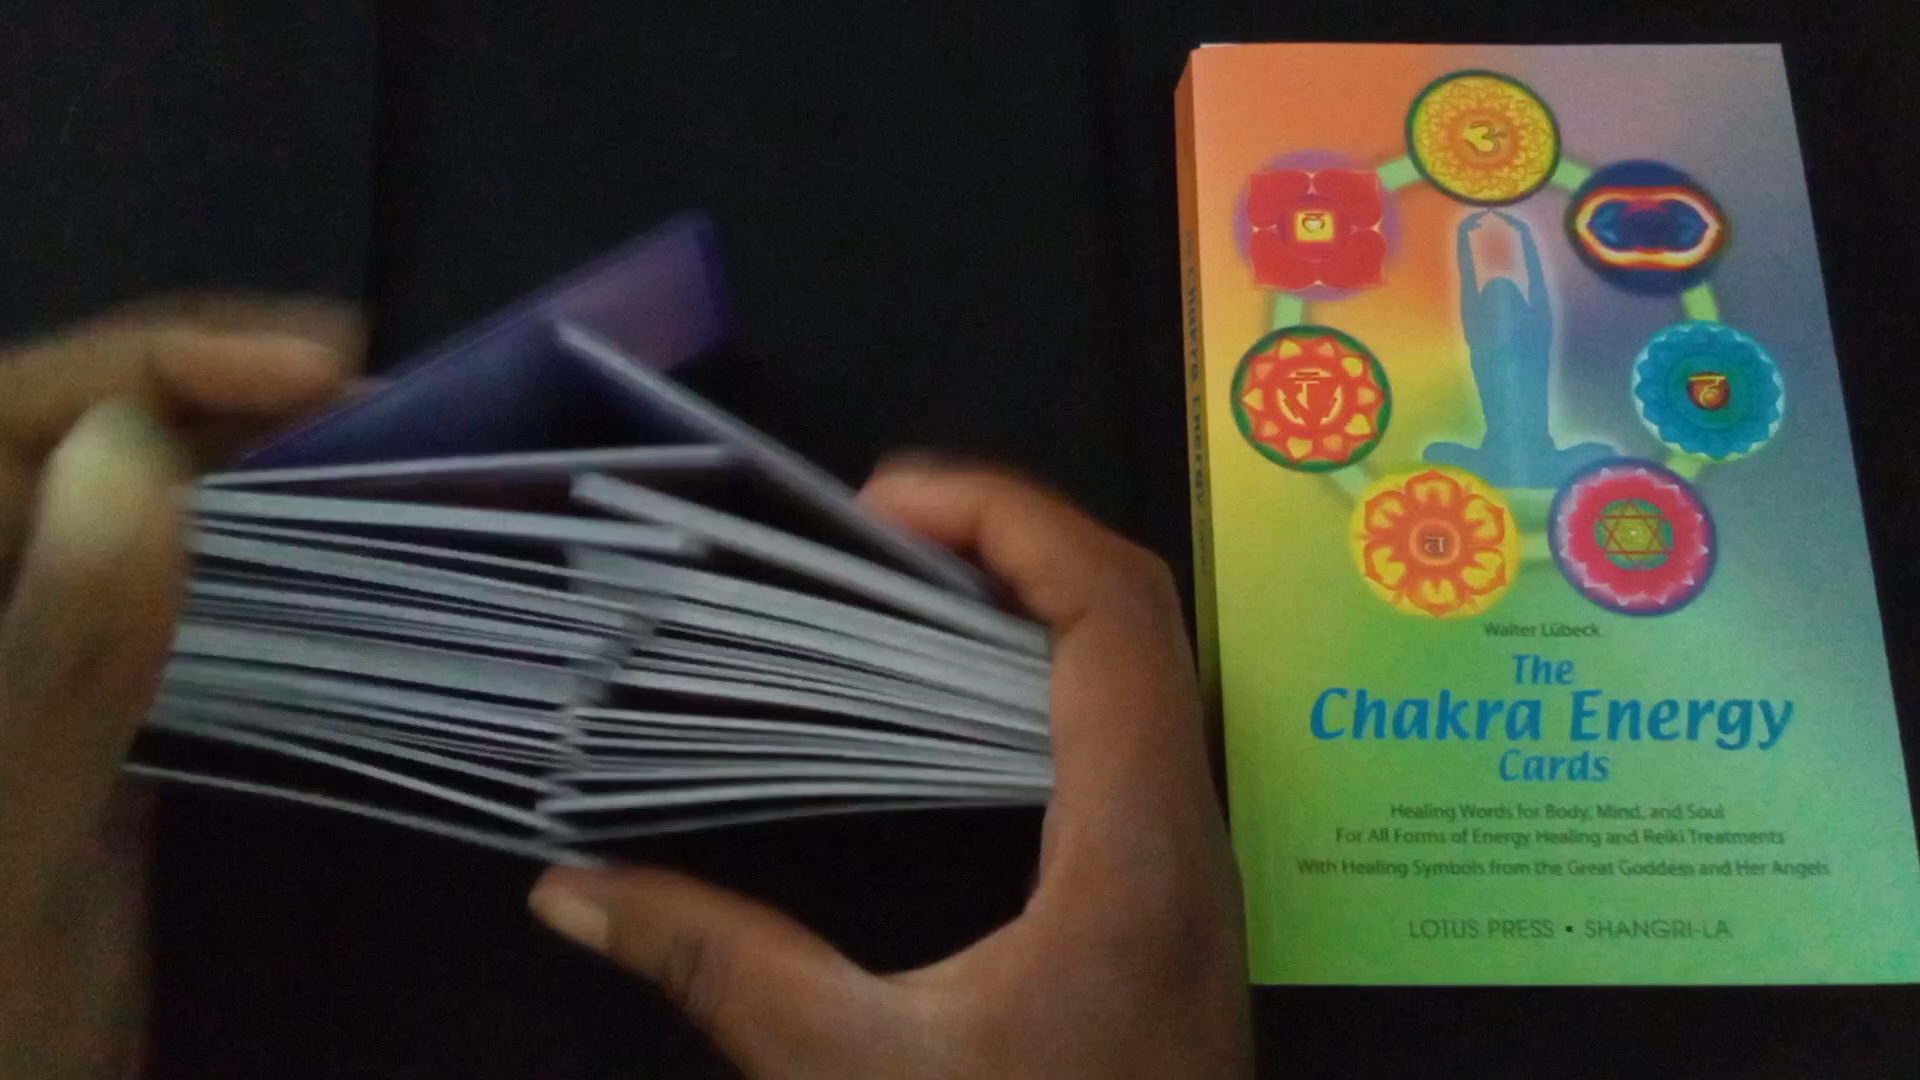 Walter Lübeck
The
Chakra Energy
Cards
Healing Words for Body, Mind, and Soul
For All Forms of Energy Healing and Reiki Treatments
With Healing Symbols from the Great Goddess and Her Angels
LOTUS PRESS • SHANGRI-LA